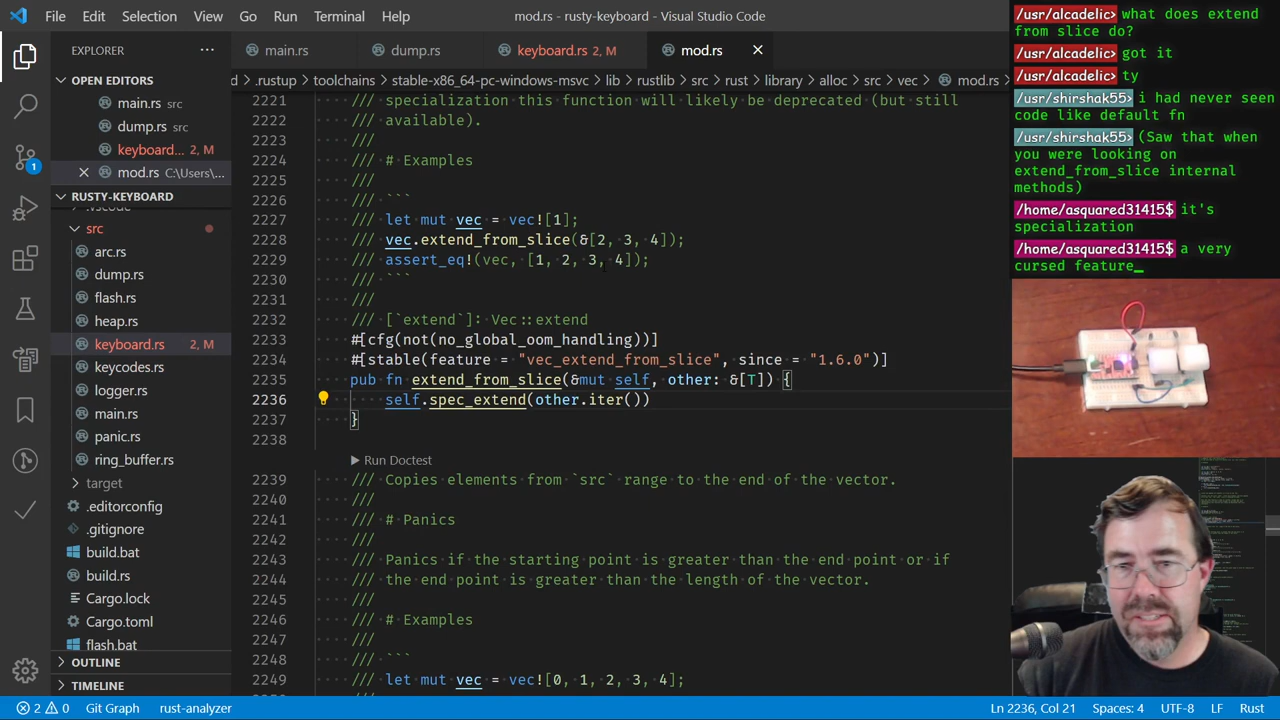 File Edit Selection View Go Run Terminal Help
mod.rs - rusty-keyboard - Visual Studio Code
EXPLORER
OPEN EDITORS
main.rs src
dump.rs src
keyboard... 2, M
mod.rs C:\Users\...
RUSTY-KEYBOARD
.vscode
src
arc.rs
dump.rs
flash.rs
heap.rs
keyboard.rs 2, M
keycodes.rs
logger.rs
main.rs
panic.rs
ring_buffer.rs
target
.editorconfig
.gitignore
build.bat
build.rs
Cargo.lock
Cargo.toml
flash.bat
OUTLINE
TIMELINE
1
main.rs
dump.rs
keyboard.rs 2, M
mod.rs
d > .rustup > toolchains > stable-x86_64-pc-windows-msvc > lib > rustlib > src > rust > library > alloc > src > vec > mod.rs
2221 /// specialization this function will likely be deprecated (but still
2222 /// available).
2223 ///
2224 /// # Examples
2225 ///
2226 /// ```
2227 /// let mut vec = vec![1];
2228 /// vec.extend_from_slice(&[2, 3, 4]);
2229 /// assert_eq!(vec, [1, 2, 3, 4]);
2230 /// ```
2231 ///
2232 /// [`extend`]: Vec::extend
2233 #[cfg(not(no_global_oom_handling))]
2234 #[stable(feature = "vec_extend_from_slice", since = "1.6.0")]
2235 pub fn extend_from_slice(&mut self, other: &[T]) {
2236 self.spec_extend(other.iter())
2237 }
2238
Run Doctest
2239 /// Copies elements from `src` range to the end of the vector.
2240 ///
2241 /// # Panics
2242 ///
2243 /// Panics if the starting point is greater than the end point or if
2244 /// the end point is greater than the length of the vector.
2245 ///
2246 /// # Examples
2247 ///
2248 /// ```
2249 /// let mut vec = vec![0, 1, 2, 3, 4];
/usr/alcadelic> what does extend
from slice do?
/usr/alcadelic> got it
/usr/alcadelic> ty
/usr/shirshak55> i had never seen
code like default fn
/usr/shirshak55> (Saw that when
you were looking on
extend_from_slice internal
methods)
/home/asquared31415$ it's
specialization
/home/asquared31415$ a very
cursed feature_
2 0 Git Graph rust-analyzer
Ln 2236, Col 21 Spaces: 4 UTF-8 LF Rust